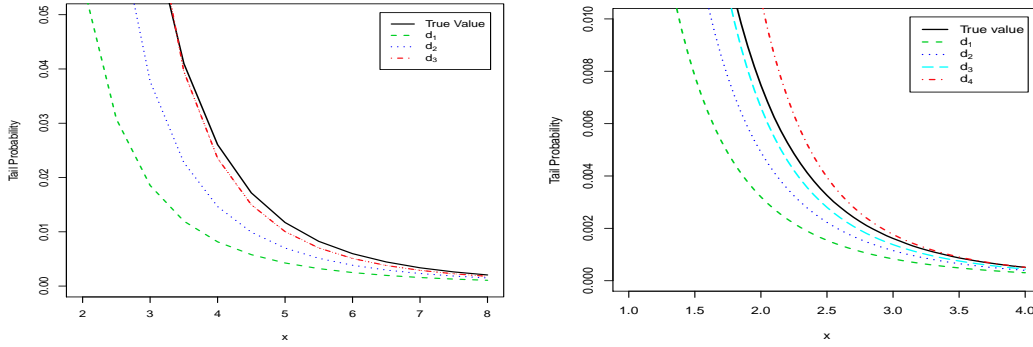 True Value
d₁
d₂
d₃
Tail Probability
0.05
0.04
0.03
0.02
0.01
0.00
2 3 4 5 6 7 8
x
True value
d₁
d₂
d₃
d₄
Tail Probability
0.010
0.008
0.006
0.004
0.002
0.000
1.0 1.5 2.0 2.5 3.0 3.5 4.0
x